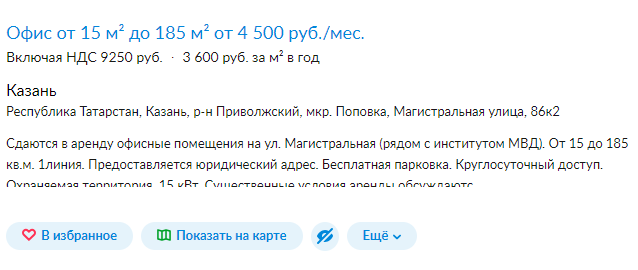 Офис от 15 м² до 185 м² от 4 500 руб./мес.
Включая НДС 9250 руб. · 3 600 руб. за м² в год
Казань
Республика Татарстан, Казань, р-н Приволжский, мкр. Поповка, Магистральная улица, 86к2
Сдаются в аренду офисные помещения на ул. Магистральная (рядом с институтом МВД). От 15 до 185
кв.м. 1линия. Предоставляется юридический адрес. Бесплатная парковка. Круглосуточный доступ.
Охраняемая территория. 15 кВт. Существенные условия аренды обсуждаютс
В избранное Показать на карте Ещё